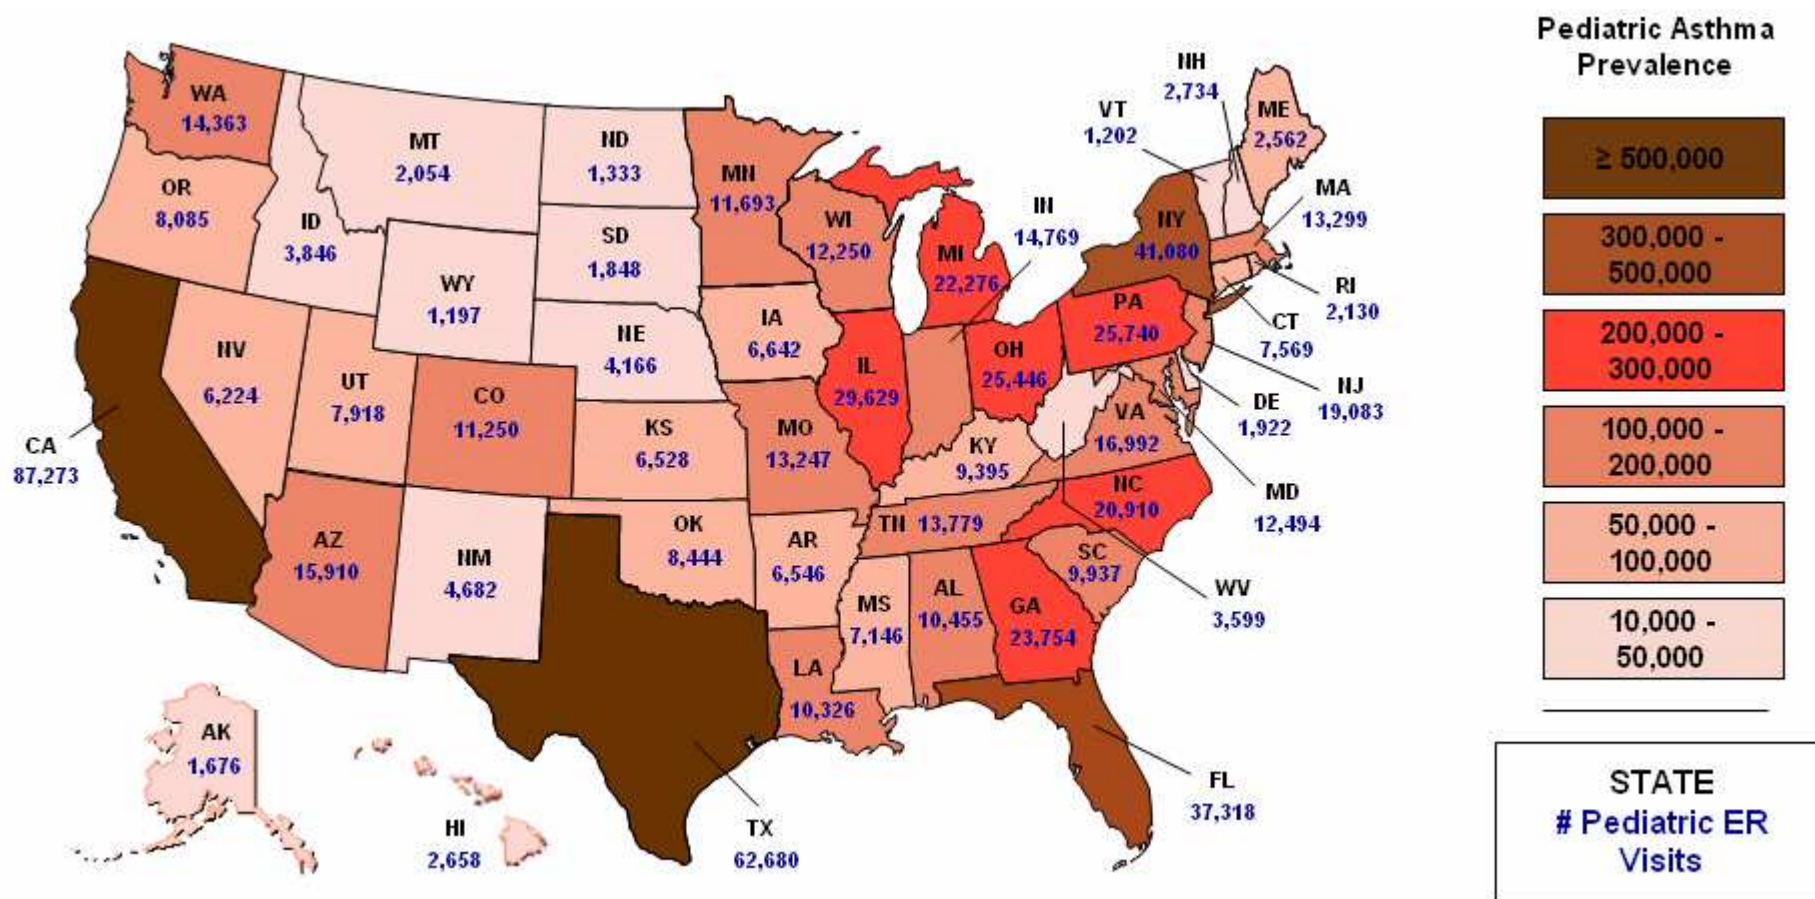 Pediatric Asthma
Prevalence
≥ 500,000
300,000 -
500,000
200,000 -
300,000
100,000 -
200,000
50,000 -
100,000
10,000 -
50,000
STATE
# Pediatric ER
Visits
WA
14,363
OR
8,085
CA
87,273
ID
3,846
NV
6,224
MT
2,054
WY
1,197
UT
7,918
CO
11,250
AZ
15,910
NM
4,682
ND
1,333
SD
1,848
NE
4,166
KS
6,528
OK
8,444
TX
62,680
MN
11,693
IA
6,642
MO
13,247
AR
6,546
LA
10,326
WI
12,250
IL
29,629
MI
22,276
IN
14,769
OH
25,446
KY
9,395
TN 13,779
MS
7,146
AL
10,455
GA
23,754
FL
37,318
SC
9,937
NC
20,910
VA
16,992
WV
3,599
MD
12,494
DE
1,922
PA
25,740
NJ
19,083
NY
41,080
CT
7,569
RI
2,130
MA
13,299
VT
1,202
NH
2,734
ME
2,562
AK
1,676
HI
2,658